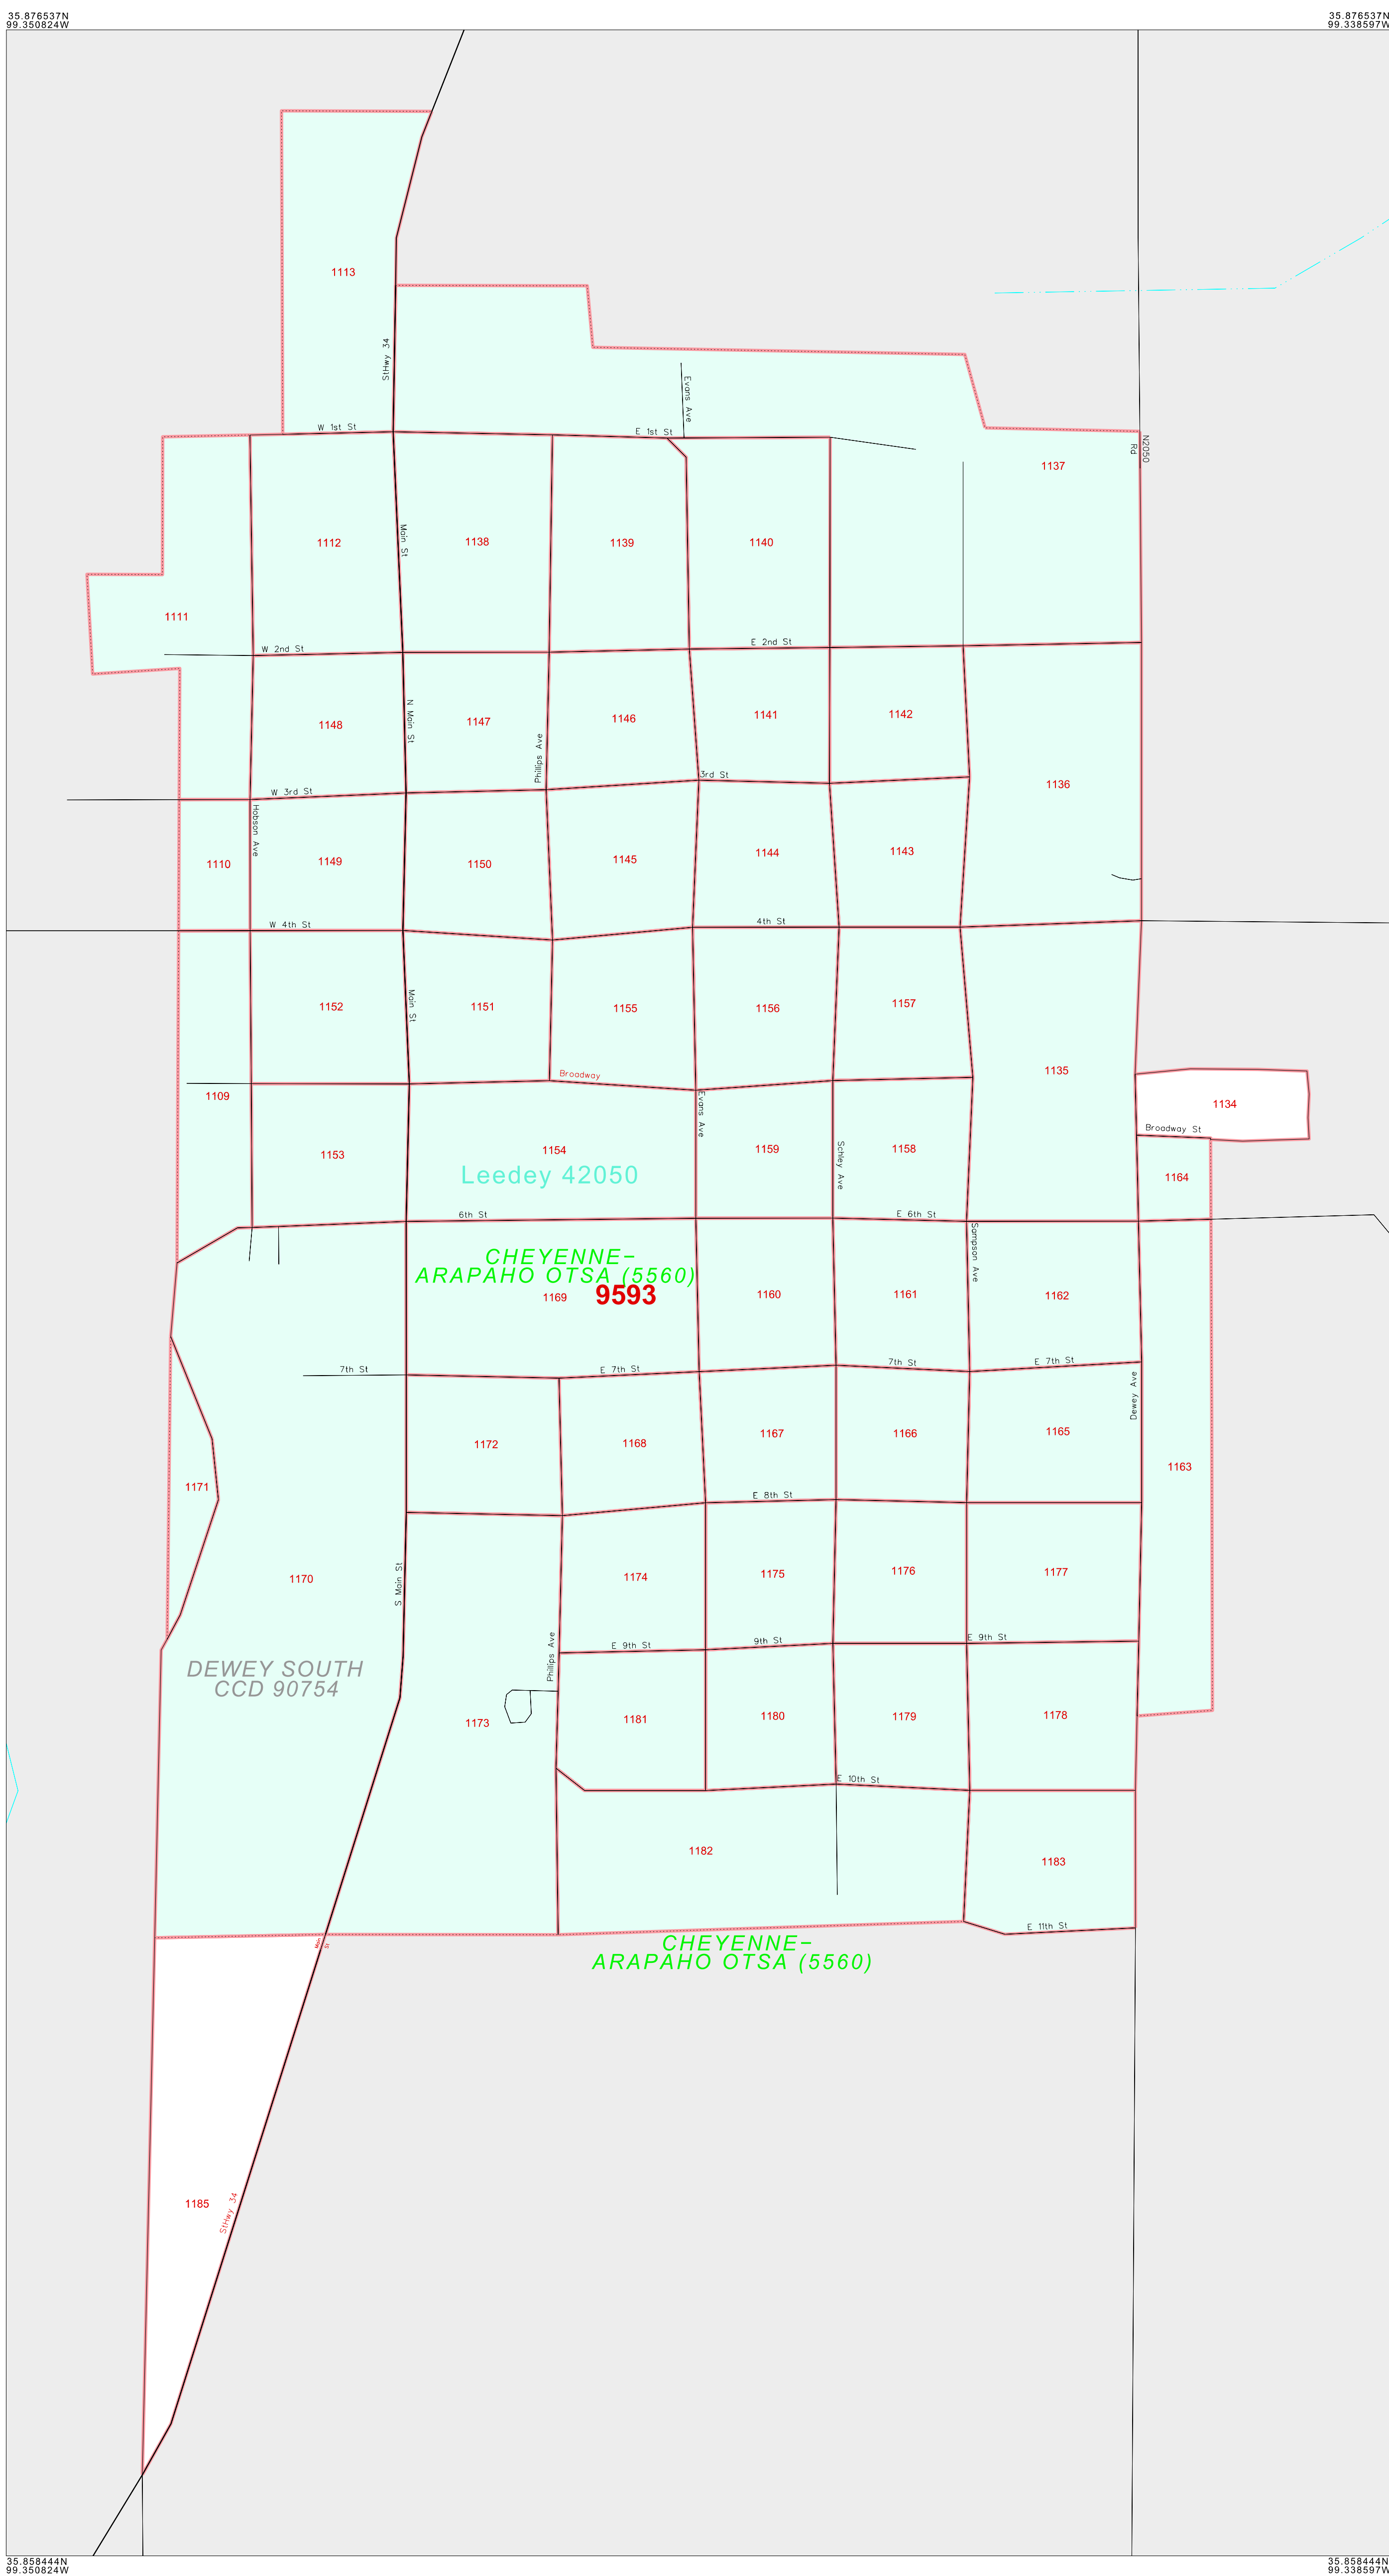 35.876537N
99.350824W
35.876537N
99.338597W
1113
StHwy 34
Evans Ave
W 1st St
E 1st St
N2050
Rd
1137
Main St
1112
1138
1139
1140
1111
W 2nd St
E 2nd St
N Main St
1148
1147
1146
1141
1142
Phillips Ave
3rd St
1136
W 3rd St
Hobson Ave
1110
1149
1150
1145
1144
1143
W 4th St
4th St
Main St
1152
1151
1155
1156
1157
Broadway
1135
1109
Evans Ave
1134
Broadway St
1153
1154
1159
Schley Ave
1158
1164
Leedey 42050
6th St
E 6th St
Sampson Ave
CHEYENNE-
ARAPAHO OTSA (5560)
1169
9593
1160
1161
1162
7th St
E 7th St
7th St
E 7th St
Dewey Ave
1172
1168
1167
1166
1165
1163
1171
E 8th St
1170
S Main St
1174
1175
1176
1177
Phillips Ave
E 9th St
9th St
E 9th St
DEWEY SOUTH
CCD 90754
1173
1181
1180
1179
1178
E 10th St
1182
1183
E 11th St
Main
St
CHEYENNE-
ARAPAHO OTSA (5560)
1185
StHwy 34
35.858444N
99.350824W
35.858444N
99.338597W